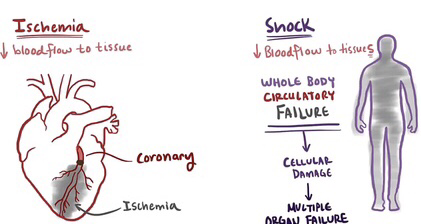 Ischemia
↓ bloodflow to tissue
Coronary
Ischemia
Shock
↓ Bloodflow to tissues
WHOLE BODY
CIRCULATORY
FAILURE
CELLULAR
DAMAGE
MULTIPLE
ORGAN FAILURE